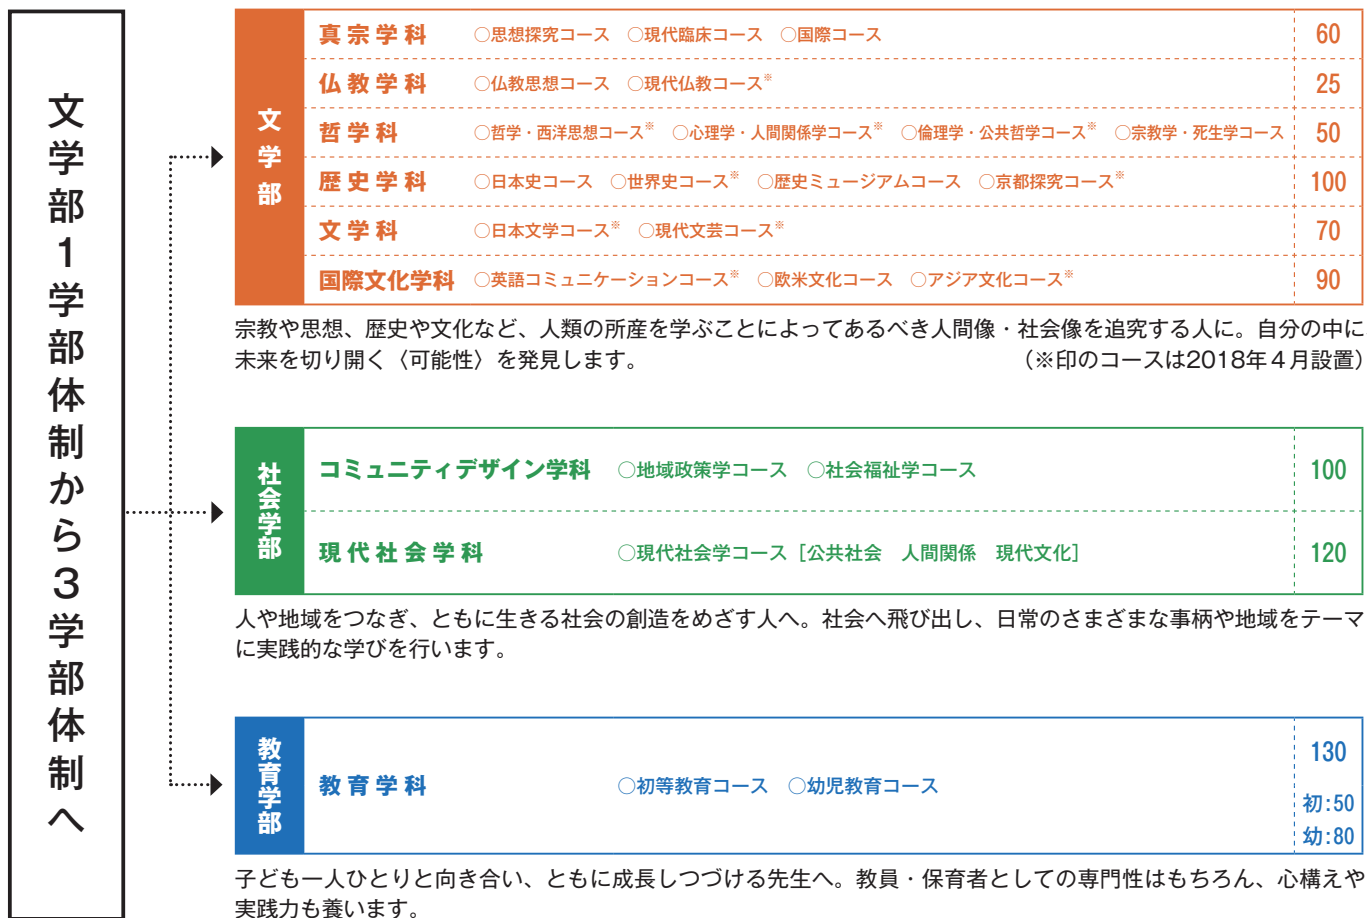 文学部1学部体制から3学部体制へ
文学部
真宗学科 ○思想探究コース ○現代臨床コース ○国際コース 60
仏教学科 ○仏教思想コース ○現代仏教コース※ 25
哲学科 ○哲学・西洋思想コース※ ○心理学・人間関係学コース※ ○倫理学・公共哲学コース※ ○宗教学・死生学コース 50
歴史学科 ○日本史コース ○世界史コース※ ○歴史ミュージアムコース ○京都探究コース※ 100
文学科 ○日本文学コース※ ○現代文芸コース※ 70
国際文化学科 ○英語コミュニケーションコース※ ○欧米文化コース ○アジア文化コース※ 90
宗教や思想、歴史や文化など、人類の所産を学ぶことによってあるべき人間像・社会像を追究する人に。自分の中に
未来を切り開く〈可能性〉を発見します。 (※印のコースは2018年4月設置)
社会学部
コミュニティデザイン学科 ○地域政策学コース ○社会福祉学コース 100
現代社会学科 ○現代社会学コース［公共社会 人間関係 現代文化］ 120
人や地域をつなぎ、ともに生きる社会の創造をめざす人へ。社会へ飛び出し、日常のさまざまな事柄や地域をテーマ
に実践的な学びを行います。
教育学部
教育学科 ○初等教育コース ○幼児教育コース 130
初:50
幼:80
子ども一人ひとりと向き合い、ともに成長しつづける先生へ。教員・保育者としての専門性はもちろん、心構えや
実践力も養います。